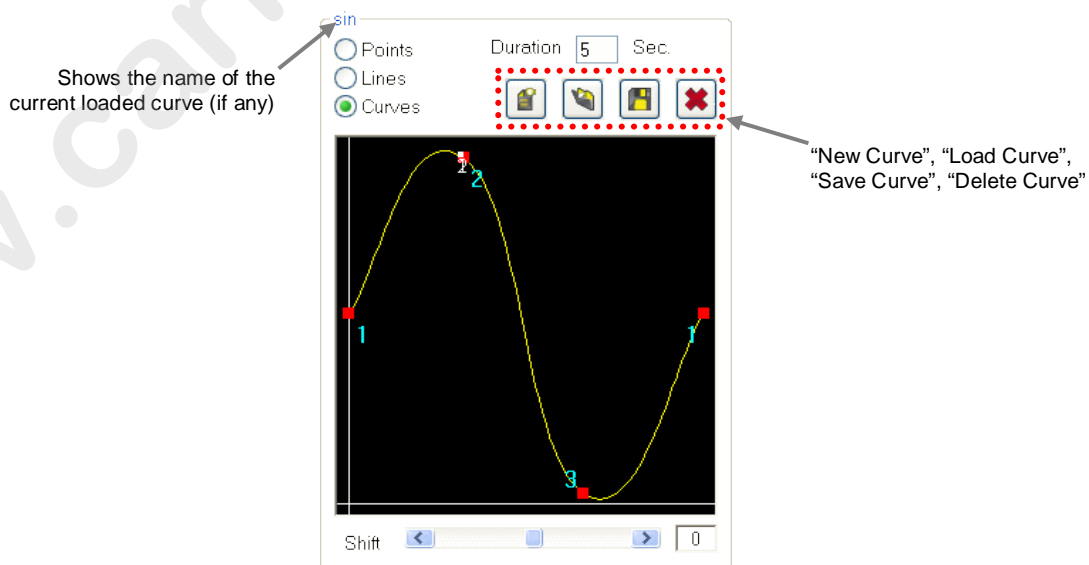 sin
Points
Duration 5 Sec.
Lines
Curves
Shows the name of the
current loaded curve (if any)
“New Curve”, “Load Curve”,
“Save Curve”, “Delete Curve”
2
1
1
3
Shift
0